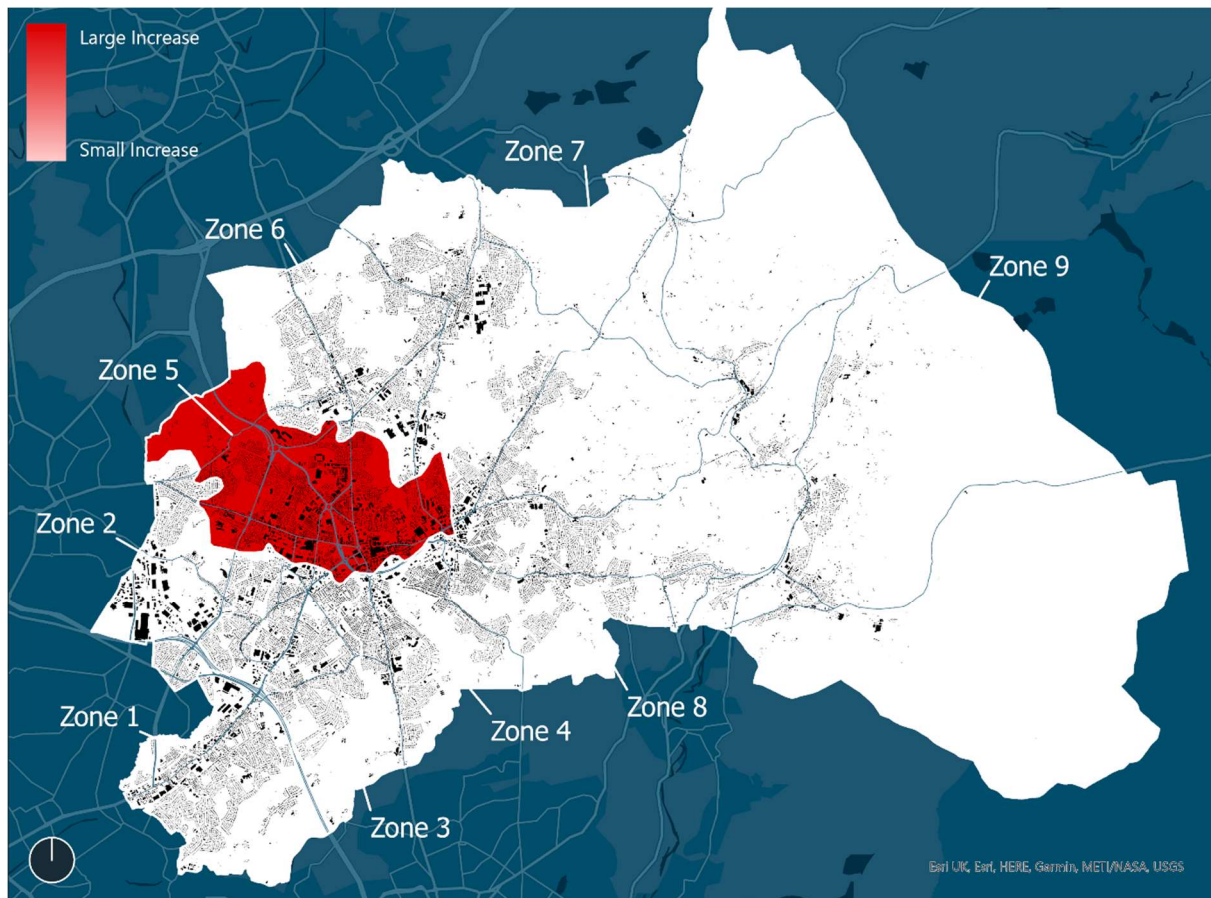 Large Increase
Small Increase
Zone 7
Zone 6
Zone 9
Zone 5
Zone 2
Zone 1
Zone 8
Zone 4
Zone 3
Esri UK, Esri, HERE, Garmin, METI/NASA, USGS